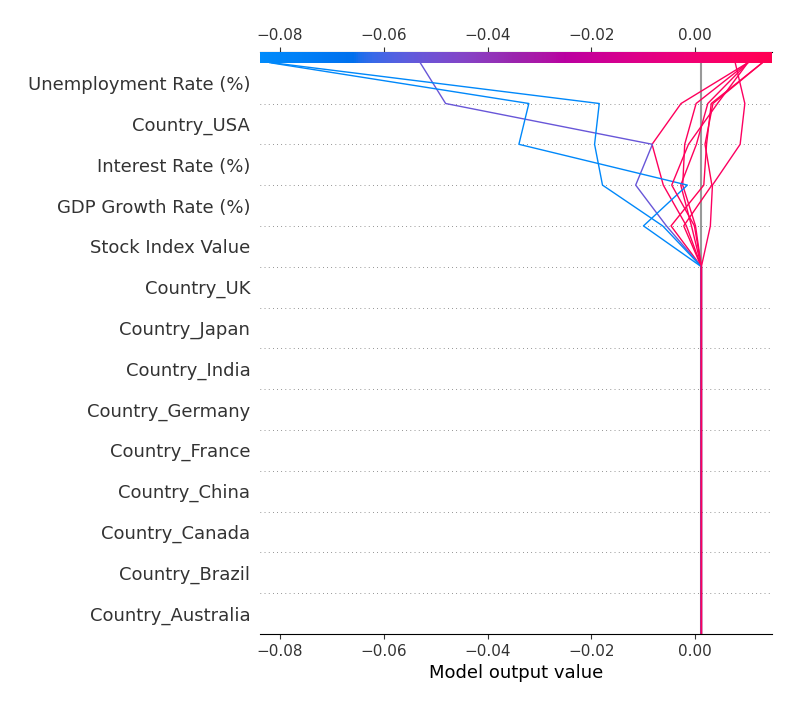 −0.08 −0.06 −0.04 −0.02 0.00
Unemployment Rate (%)
Country_USA
Interest Rate (%)
GDP Growth Rate (%)
Stock Index Value
Country_UK
Country_Japan
Country_India
Country_Germany
Country_France
Country_China
Country_Canada
Country_Brazil
Country_Australia
−0.08 −0.06 −0.04 −0.02 0.00
Model output value